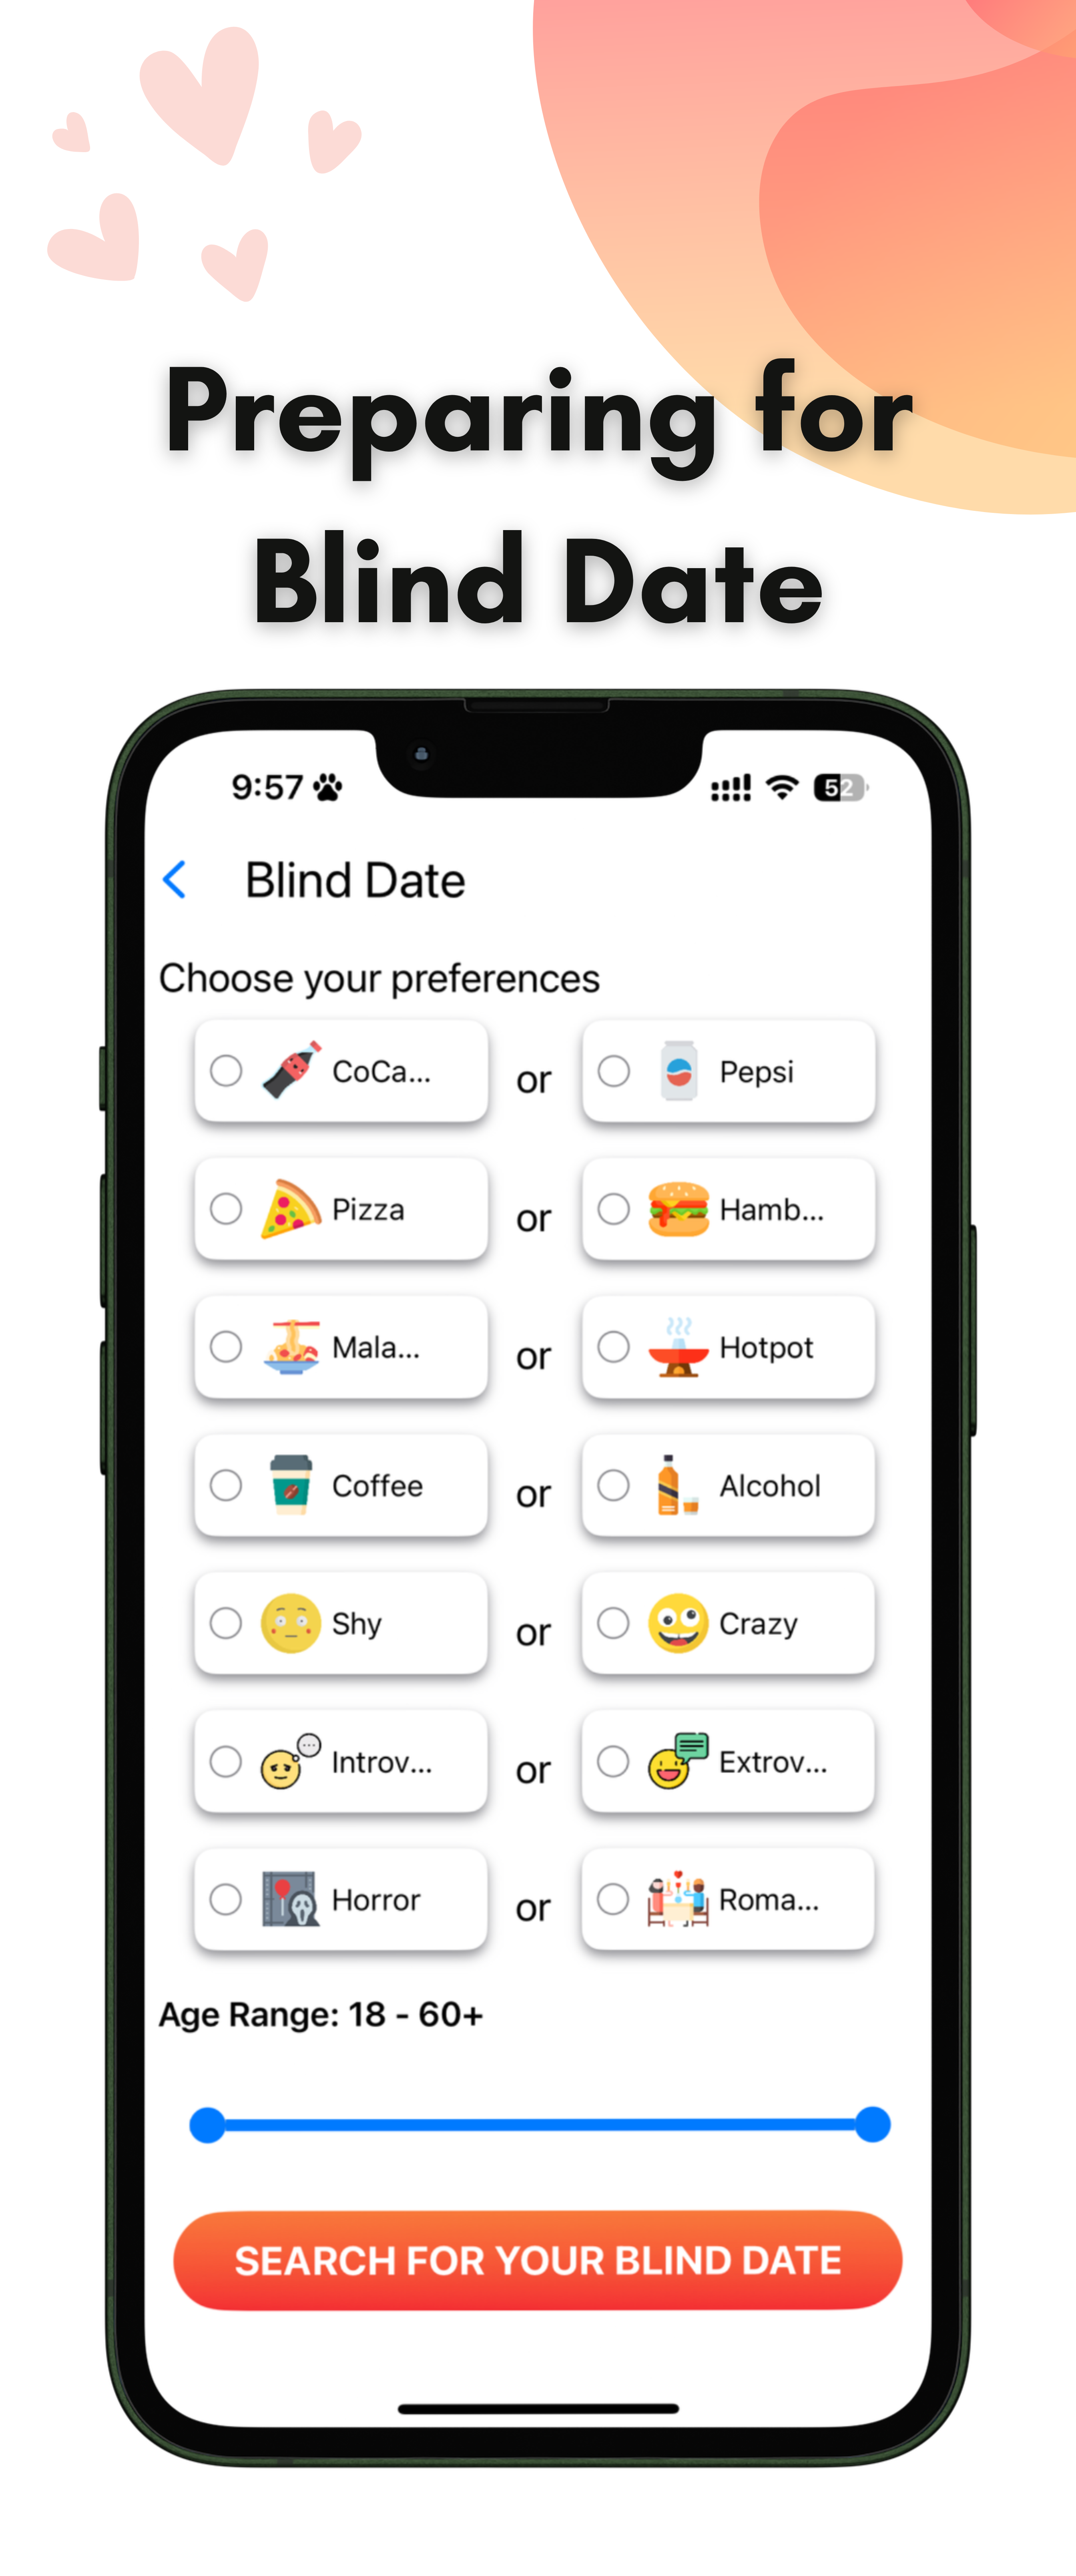 Preparing for
Blind Date
9:57 52
Blind Date
Choose your preferences
CoCa... or Pepsi
Pizza or Hamb...
Mala... or Hotpot
Coffee or Alcohol
Shy or Crazy
Introv... or Extrov...
Horror or Roma...
Age Range: 18 - 60+
SEARCH FOR YOUR BLIND DATE